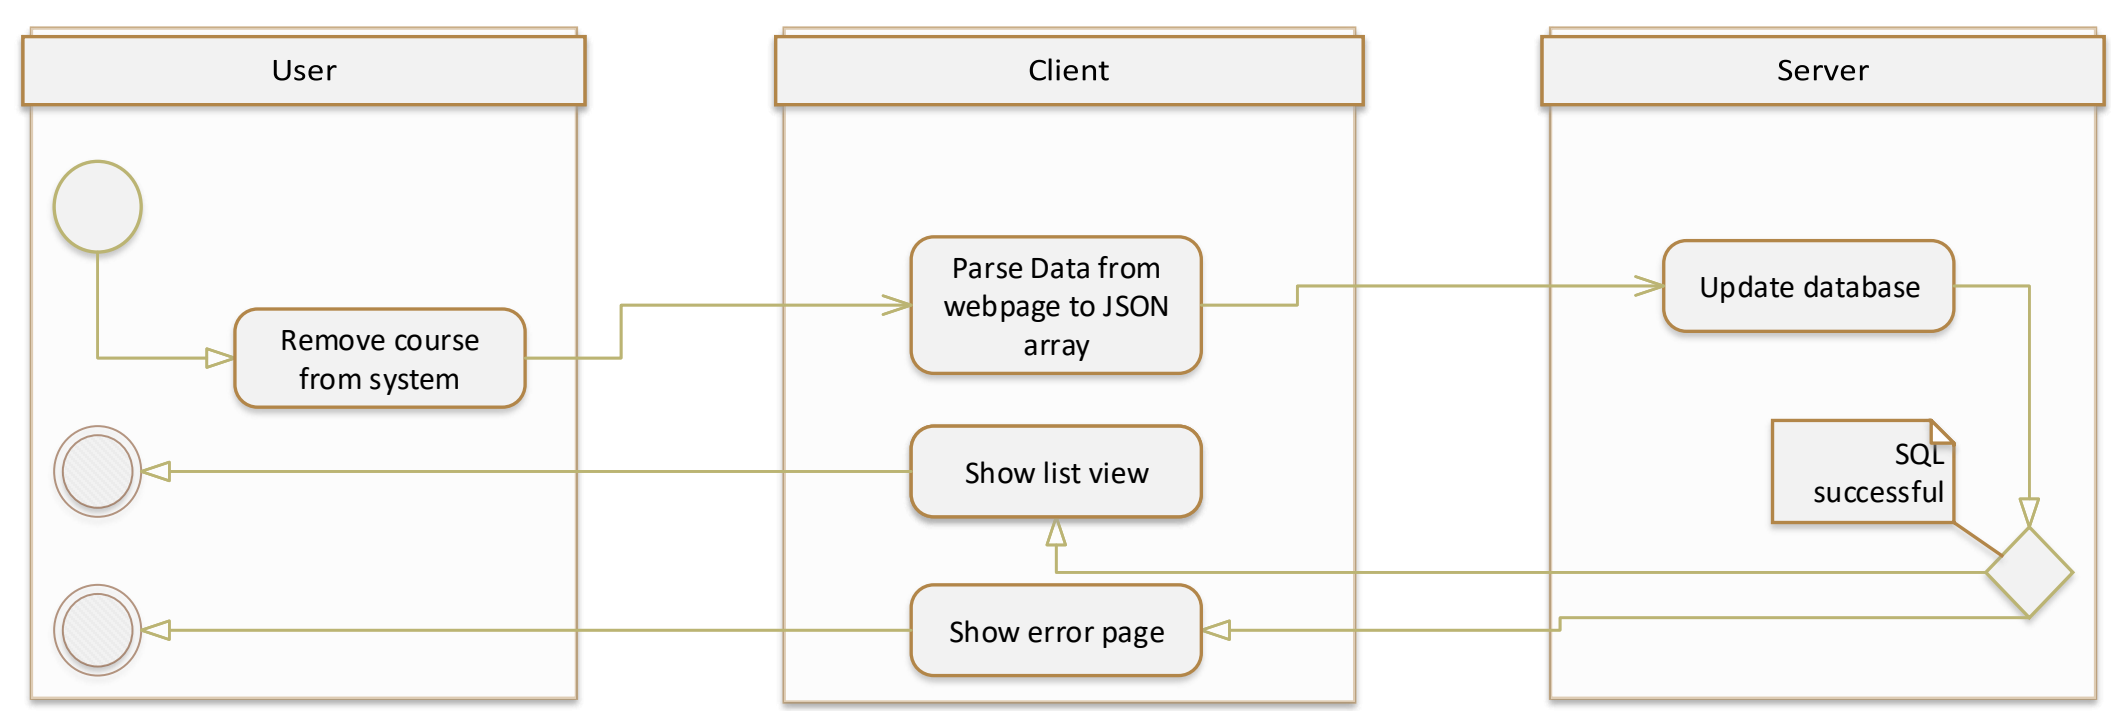 User
Client
Server
Remove course
from system
Parse Data from
webpage to JSON
array
Update database
SQL
successful
Show list view
Show error page